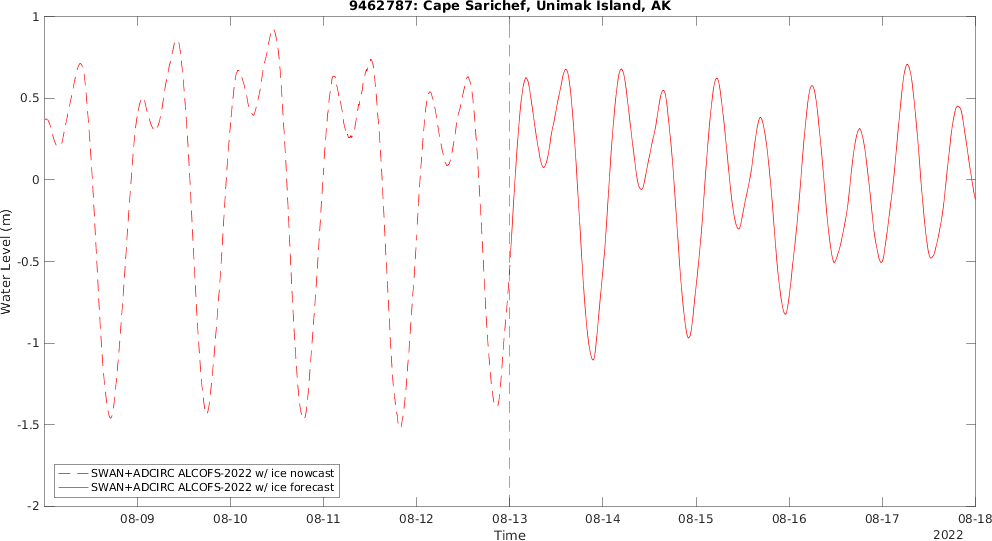 9462787: Cape Sarichef, Unimak Island, AK
1
0.5
0
-0.5
-1
-1.5
-2
Water Level (m)
SWAN+ADCIRC ALCOFS-2022 w/ ice nowcast
SWAN+ADCIRC ALCOFS-2022 w/ ice forecast
08-09 08-10 08-11 08-12 08-13 08-14 08-15 08-16 08-17 08-18
Time
2022